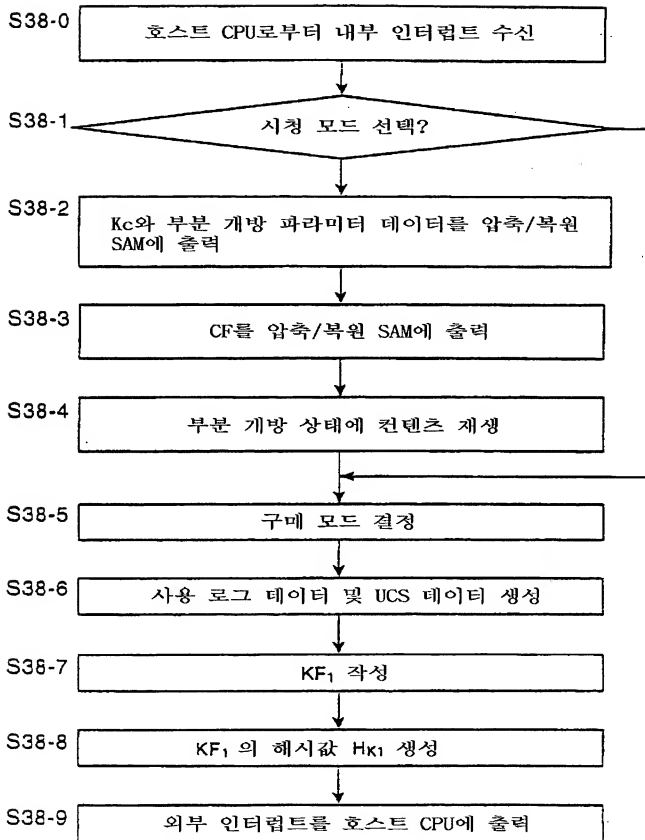 S38-0
호스트 CPU로부터 내부 인터럽트 수신
S38-1
시청 모드 선택?
S38-2
Kc와 부분 개방 파라미터 데이터를 압축/복원
SAM에 출력
S38-3
CF를 압축/복원 SAM에 출력
S38-4
부분 개방 상태에 컨텐츠 재생
S38-5
구매 모드 결정
S38-6
사용 로그 데이터 및 UCS 데이터 생성
S38-7
KF₁ 작성
S38-8
KF₁ 의 해시값 HK1 생성
S38-9
외부 인터럽트를 호스트 CPU에 출력